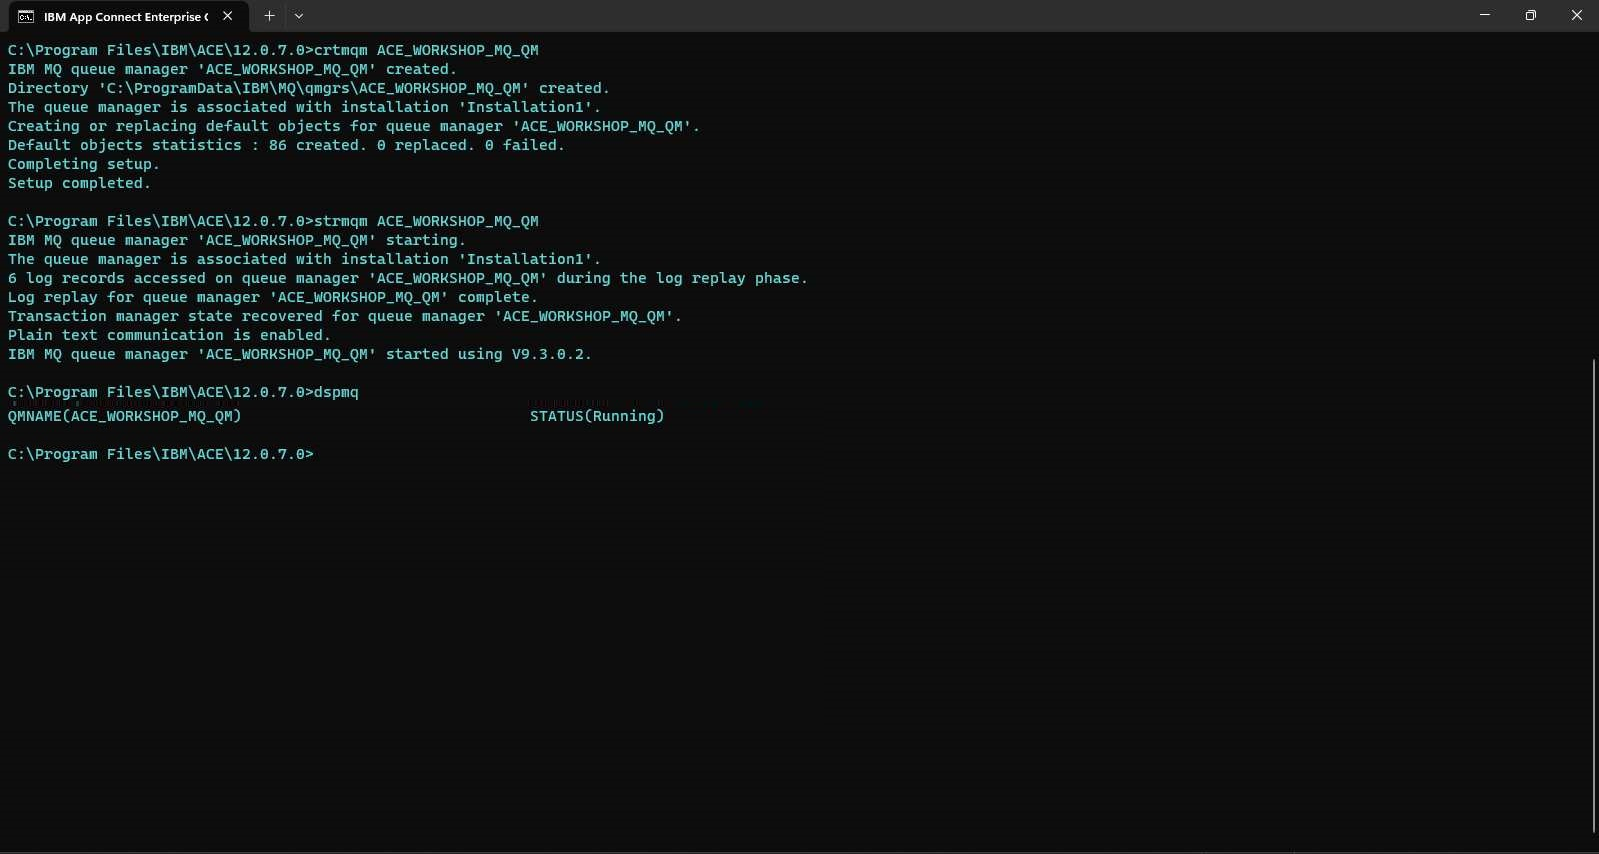 IBM App Connect Enterprise C
C:\Program Files\IBM\ACE\12.0.7.0>crtmqm ACE_WORKSHOP_MQ_QM
IBM MQ queue manager 'ACE_WORKSHOP_MQ_QM' created.
Directory 'C:\ProgramData\IBM\MQ\qmgrs\ACE_WORKSHOP_MQ_QM' created.
The queue manager is associated with installation 'Installation1'.
Creating or replacing default objects for queue manager 'ACE_WORKSHOP_MQ_QM'.
Default objects statistics : 86 created. 0 replaced. 0 failed.
Completing setup.
Setup completed.
C:\Program Files\IBM\ACE\12.0.7.0>strmqm ACE_WORKSHOP_MQ_QM
IBM MQ queue manager 'ACE_WORKSHOP_MQ_QM' starting.
The queue manager is associated with installation 'Installation1'.
6 log records accessed on queue manager 'ACE_WORKSHOP_MQ_QM' during the log replay phase.
Log replay for queue manager 'ACE_WORKSHOP_MQ_QM' complete.
Transaction manager state recovered for queue manager 'ACE_WORKSHOP_MQ_QM'.
Plain text communication is enabled.
IBM MQ queue manager 'ACE_WORKSHOP_MQ_QM' started using V9.3.0.2.
C:\Program Files\IBM\ACE\12.0.7.0>dspmq
QMNAME(ACE_WORKSHOP_MQ_QM) STATUS(Running)
C:\Program Files\IBM\ACE\12.0.7.0>